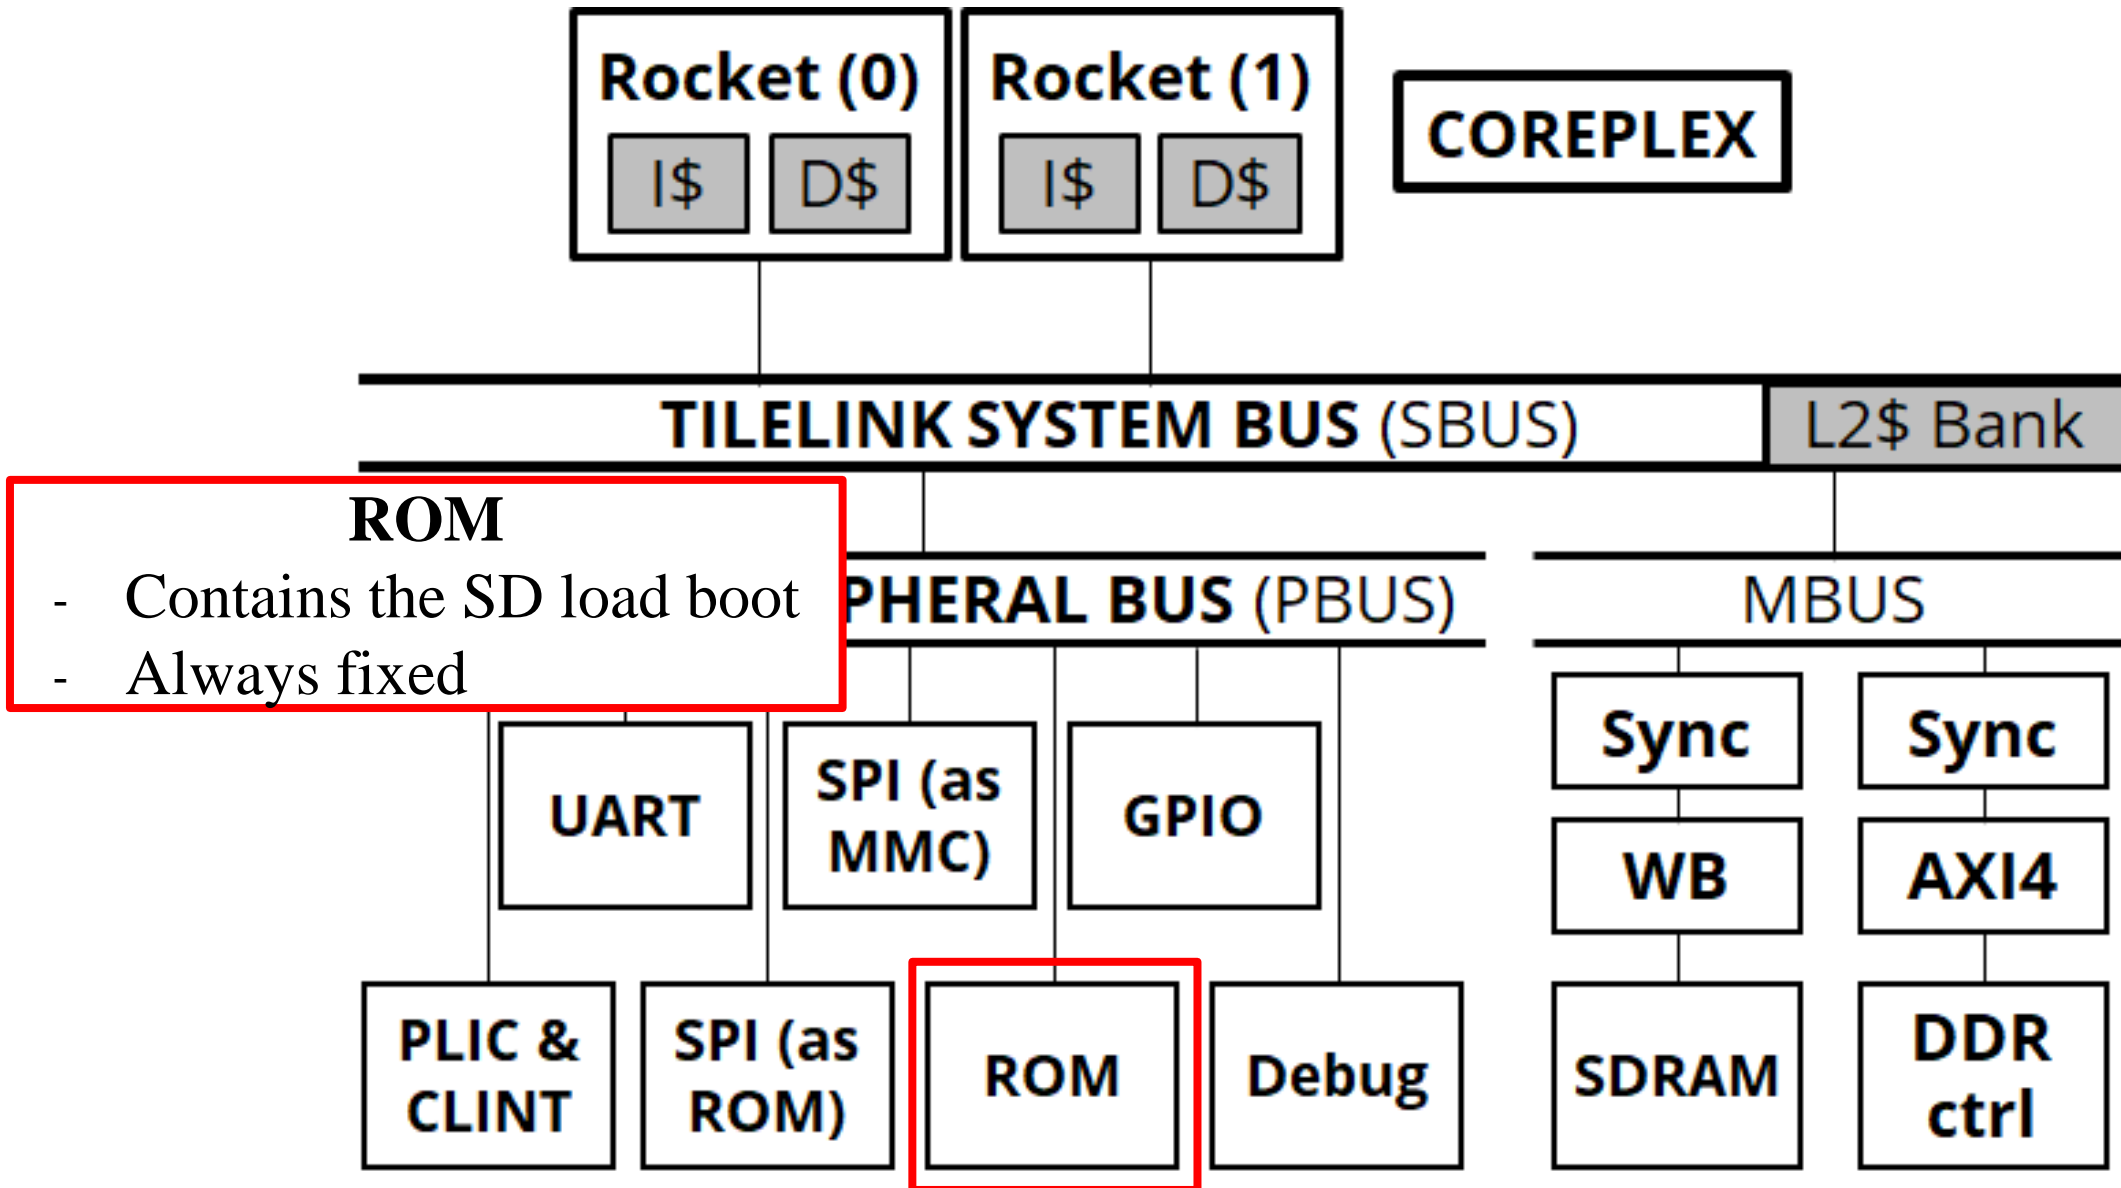 Rocket (0)
I$ D$
Rocket (1)
I$ D$
COREPLEX
TILELINK SYSTEM BUS (SBUS)
L2$ Bank
ROM
- Contains the SD load boot
- Always fixed
PHERAL BUS (PBUS)
MBUS
UART
SPI (as
MMC)
GPIO
PLIC &
CLINT
SPI (as
ROM)
ROM
Debug
Sync
WB
SDRAM
Sync
AXI4
DDR
ctrl